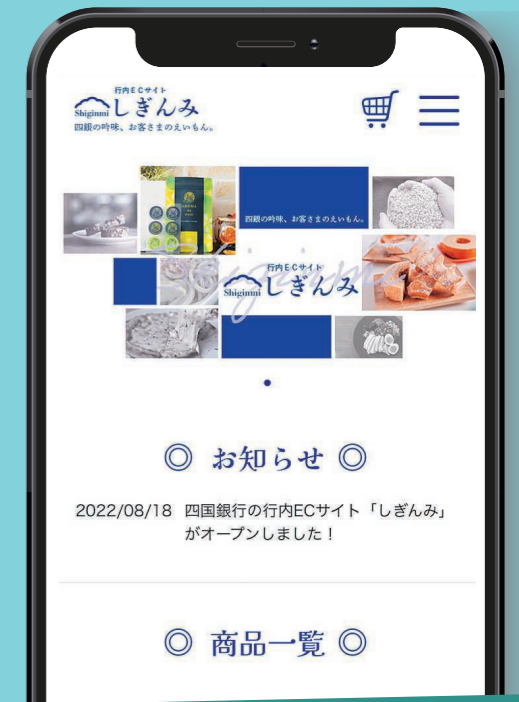 行内ECサイト
Shiginmi しぎんみ
四銀の吟味、お客さまのえいもん。
四銀の吟味、お客さまのえいもん。
行内ECサイト
Shiginmi しぎんみ
◎ お知らせ ◎
2022/08/18 四国銀行の行内ECサイト「しぎんみ」
がオープンしました！
◎ 商品一覧 ◎